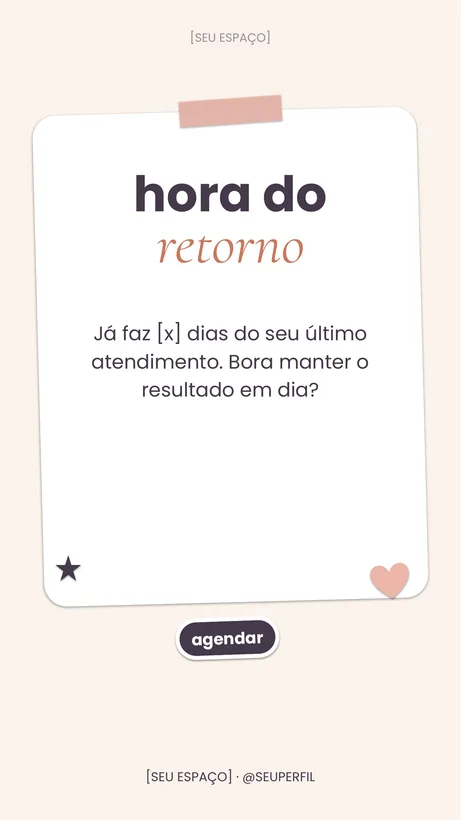 [SEU ESPAÇO]
hora do
retorno
Já faz [x] dias do seu último
atendimento. Bora manter o
resultado em dia?
agendar
[SEU ESPAÇO] · @SEUPERFIL